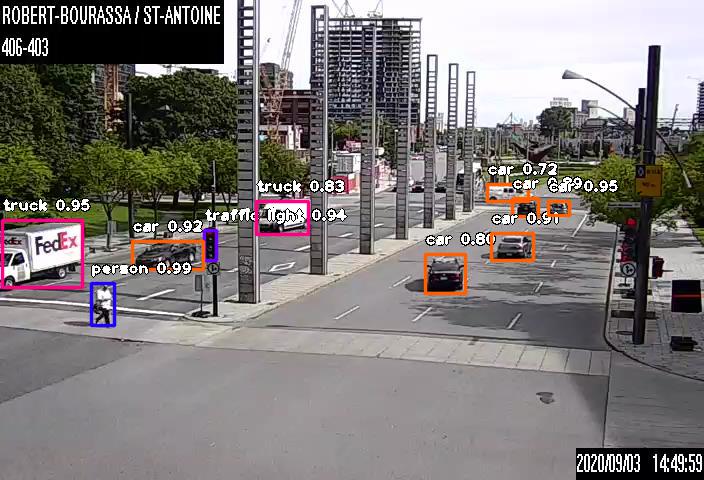 ROBERT-BOURASSA / ST-ANTOINE
406-403
car 0.72
car 0.95
truck 0.83
truck 0.95
traffic light 0.94
car 0.92
car 0.91
car 0.80
person 0.99
FedEx
2020/09/03 14:49:59